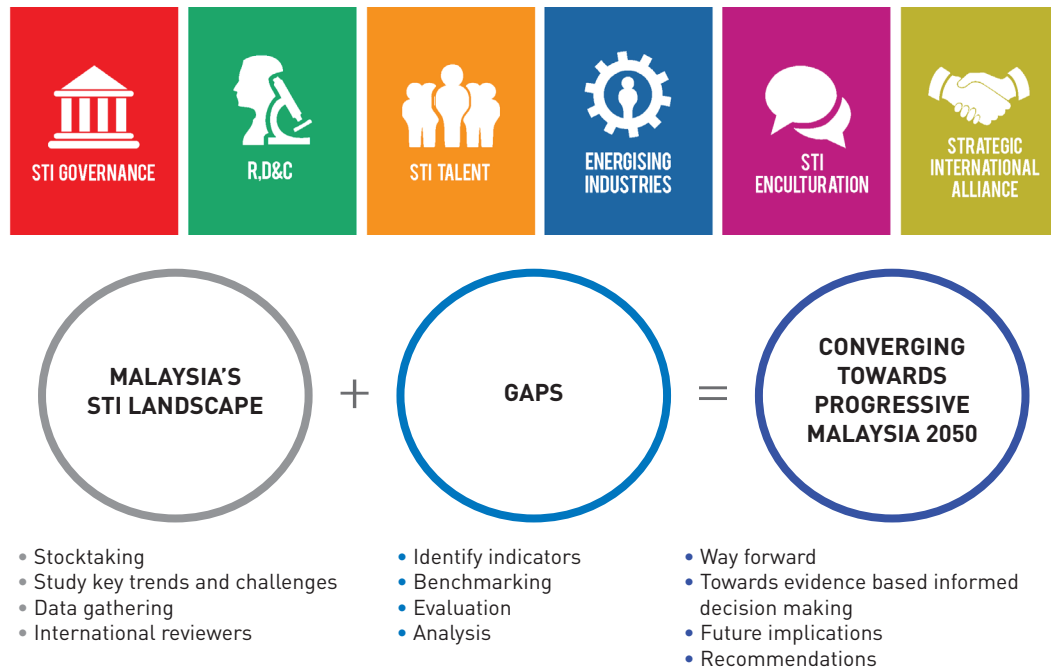 STI GOVERNANCE
R,D&C
STI TALENT
ENERGISING
INDUSTRIES
STI
ENCULTURATION
STRATEGIC
INTERNATIONAL
ALLIANCE
MALAYSIA'S
STI LANDSCAPE
+
GAPS
=
CONVERGING
TOWARDS
PROGRESSIVE
MALAYSIA 2050
• Stocktaking
• Study key trends and challenges
• Data gathering
• International reviewers
• Identify indicators
• Benchmarking
• Evaluation
• Analysis
• Way forward
• Towards evidence based informed
decision making
• Future implications
• Recommendations